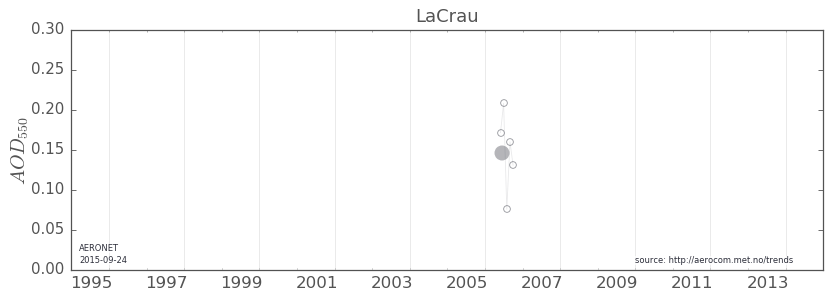 LaCrau
0.30
0.25
0.20
0.15
0.10
0.05
0.00
AOD550
AERONET
2015-09-24
source: http://aerocom.met.no/trends
1995 1997 1999 2001 2003 2005 2007 2009 2011 2013